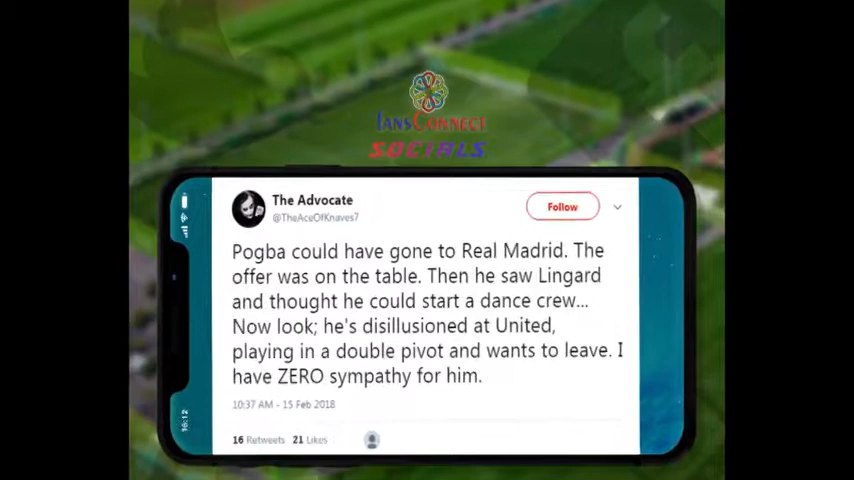 FansConnect
SOCIALS
The Advocate
@TheAceOfKnaves7
Follow
Pogba could have gone to Real Madrid. The
offer was on the table. Then he saw Lingard
and thought he could start a dance crew...
Now look; he's disillusioned at United,
playing in a double pivot and wants to leave. I
have ZERO sympathy for him.
10:37 AM - 15 Feb 2018
16 Retweets 21 Likes
16:12